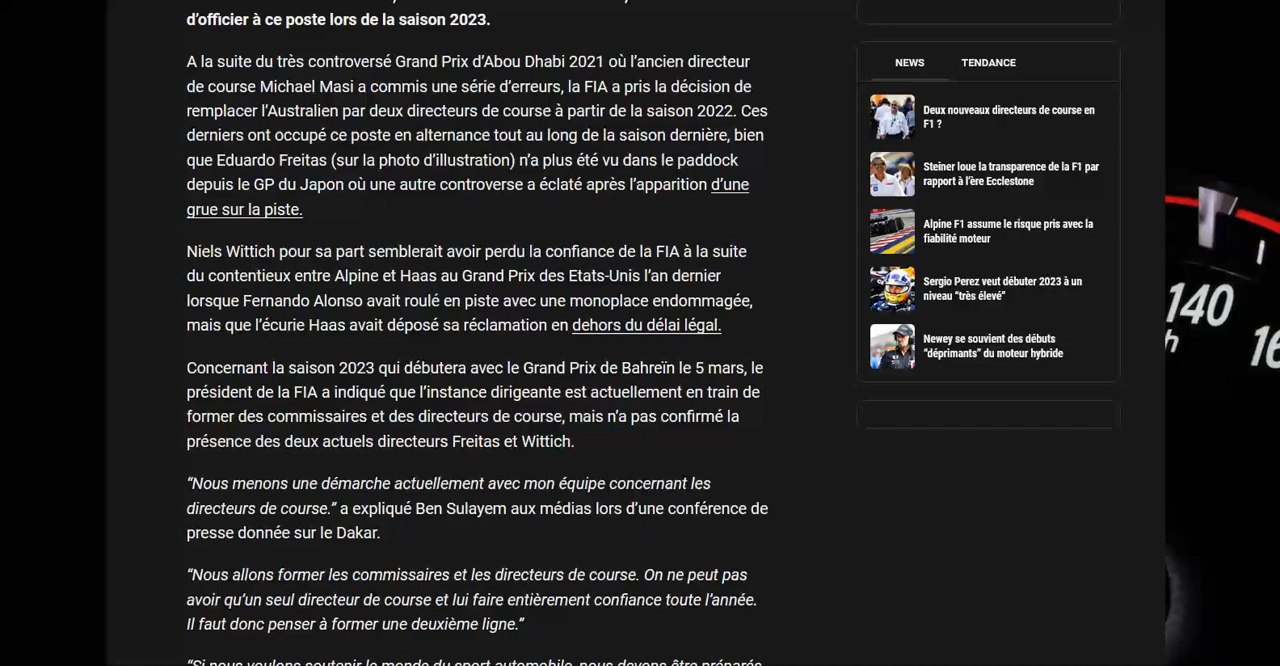 d’officier à ce poste lors de la saison 2023.
A la suite du très controversé Grand Prix d’Abou Dhabi 2021 où l’ancien directeur
de course Michael Masi a commis une série d’erreurs, la FIA a pris la décision de
remplacer l’Australien par deux directeurs de course à partir de la saison 2022. Ces
derniers ont occupé ce poste en alternance tout au long de la saison dernière, bien
que Eduardo Freitas (sur la photo d’illustration) n’a plus été vu dans le paddock
depuis le GP du Japon où une autre controverse a éclaté après l’apparition d’une
grue sur la piste.
Niels Wittich pour sa part semblerait avoir perdu la confiance de la FIA à la suite
du contentieux entre Alpine et Haas au Grand Prix des Etats-Unis l’an dernier
lorsque Fernando Alonso avait roulé en piste avec une monoplace endommagée,
mais que l’écurie Haas avait déposé sa réclamation en dehors du délai légal.
Concernant la saison 2023 qui débutera avec le Grand Prix de Bahreïn le 5 mars, le
président de la FIA a indiqué que l’instance dirigeante est actuellement en train de
former des commissaires et des directeurs de course, mais n’a pas confirmé la
présence des deux actuels directeurs Freitas et Wittich.
“Nous menons une démarche actuellement avec mon équipe concernant les
directeurs de course.” a expliqué Ben Sulayem aux médias lors d’une conférence de
presse donnée sur le Dakar.
“Nous allons former les commissaires et les directeurs de course. On ne peut pas
avoir qu’un seul directeur de course et lui faire entièrement confiance toute l’année.
Il faut donc penser à former une deuxième ligne.”
“Si nous voulons soutenir le monde du sport automobile, nous devons être préparés
NEWS TENDANCE
Deux nouveaux directeurs de course en
F1 ?
Steiner loue la transparence de la F1 par
rapport à l’ère Ecclestone
Alpine F1 assume le risque pris avec la
fiabilité moteur
Sergio Perez veut débuter 2023 à un
niveau “très élevé”
Newey se souvient des débuts
“déprimants” du moteur hybride
140
h
16